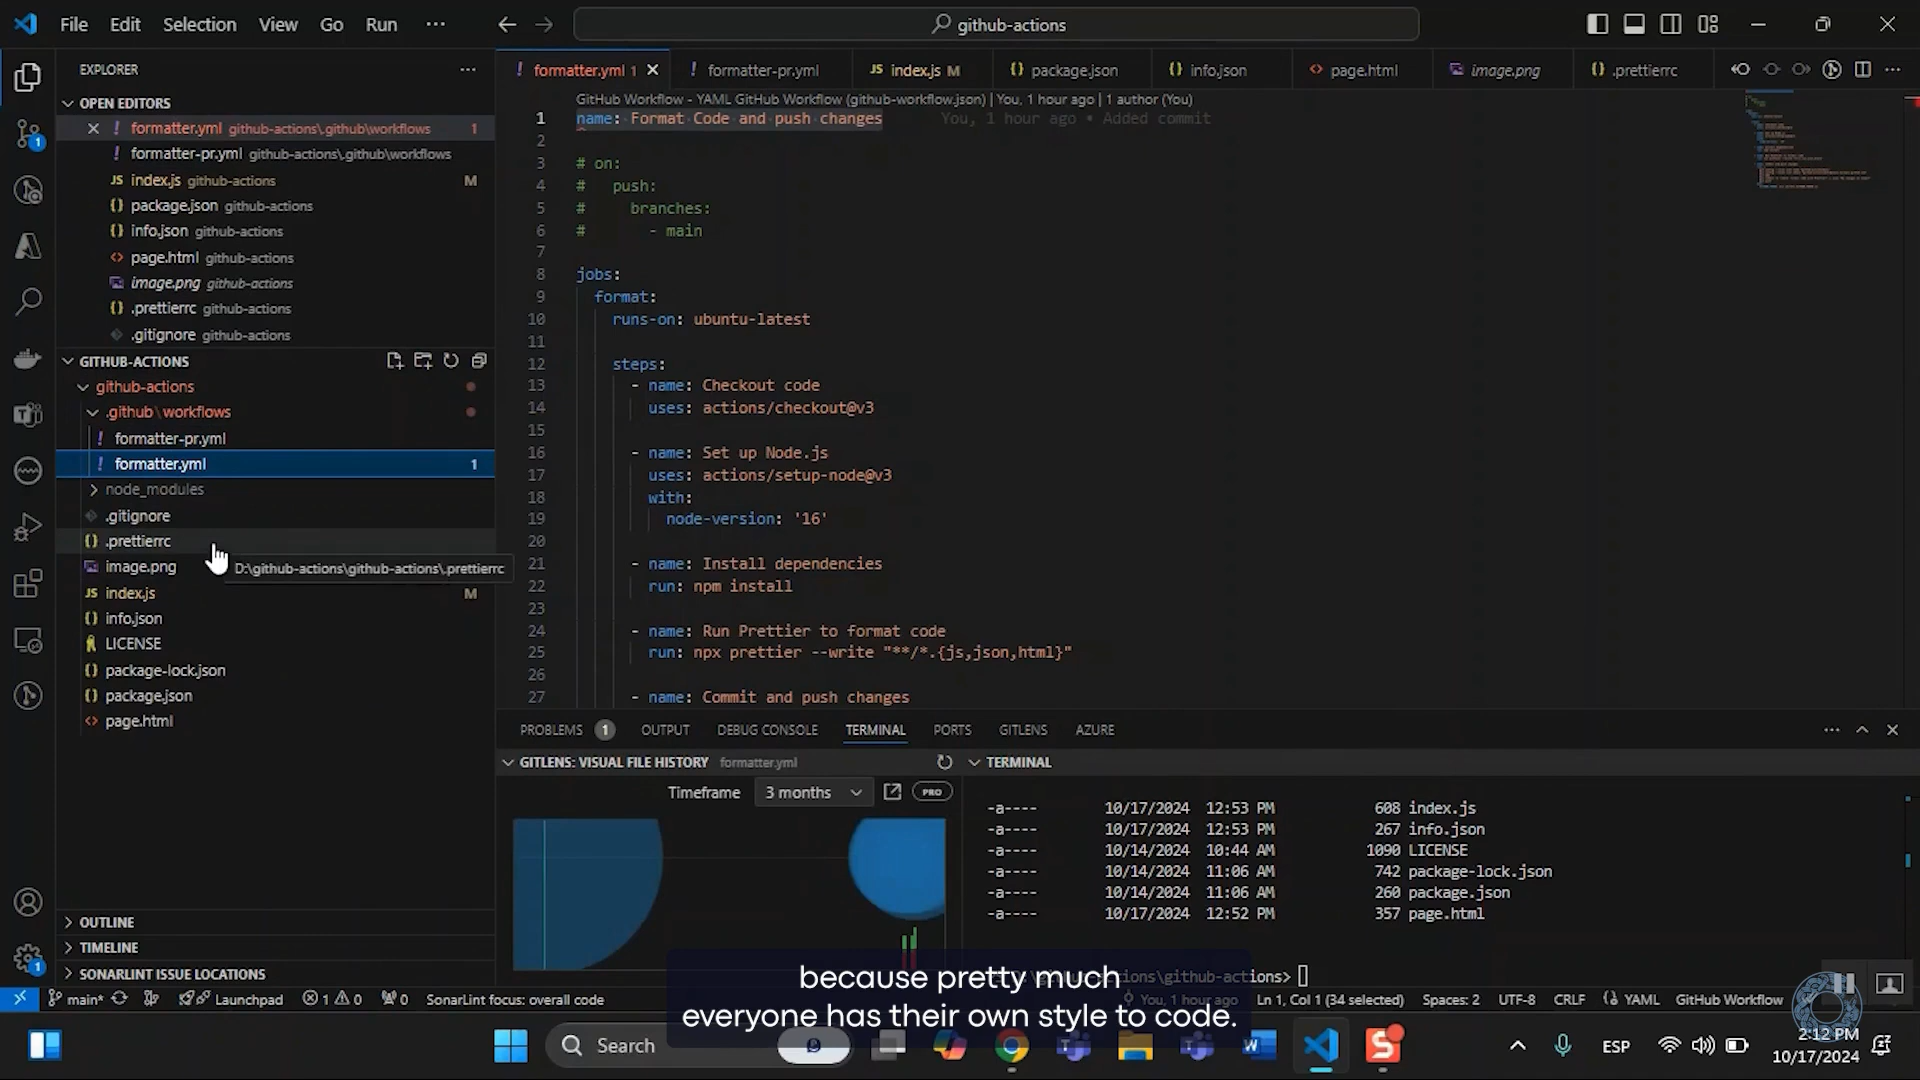 File Edit Selection View Go Run ···
github-actions
EXPLORER
OPEN EDITORS
! formatter.yml github-actions\.github\workflows 1
! formatter-pr.yml github-actions\.github\workflows
JS index.js github-actions M
{} package.json github-actions
{} info.json github-actions
<> page.html github-actions
image.png github-actions
{} .prettierrc github-actions
.gitignore github-actions
GITHUB-ACTIONS
github-actions
.github\workflows
! formatter-pr.yml
! formatter.yml 1
node_modules
.gitignore
{} .prettierrc
D:\github-actions\github-actions\.prettierrc
image.png
JS index.js M
{} info.json
LICENSE
{} package-lock.json
{} package.json
<> page.html
OUTLINE
TIMELINE
SONARLINT ISSUE LOCATIONS
! formatter.yml 1
! formatter-pr.yml
JS index.js M
{} package.json
{} info.json
<> page.html
image.png
{} .prettierrc
GitHub Workflow - YAML GitHub Workflow (github-workflow.json) | You, 1 hour ago | 1 author (You)
1 name: Format Code and push changes You, 1 hour ago • Added commit
2
3 # on:
4 # push:
5 # branches:
6 # - main
7
8 jobs:
9 format:
10 runs-on: ubuntu-latest
11
12 steps:
13 - name: Checkout code
14 uses: actions/checkout@v3
15
16 - name: Set up Node.js
17 uses: actions/setup-node@v3
18 with:
19 node-version: '16'
20
21 - name: Install dependencies
22 run: npm install
23
24 - name: Run Prettier to format code
25 run: npx prettier --write "**/*.{js,json,html}"
26
27 - name: Commit and push changes
PROBLEMS 1 OUTPUT DEBUG CONSOLE TERMINAL PORTS GITLENS AZURE
GITLENS: VISUAL FILE HISTORY formatter.yml
Timeframe 3 months PRO
TERMINAL
-a---- 10/17/2024 12:53 PM 608 index.js
-a---- 10/17/2024 12:53 PM 267 info.json
-a---- 10/14/2024 10:44 AM 1090 LICENSE
-a---- 10/14/2024 11:06 AM 742 package-lock.json
-a---- 10/14/2024 11:06 AM 260 package.json
-a---- 10/17/2024 12:52 PM 357 page.html
actions\github-actions>
because pretty much
everyone has their own style to code.
main* Launchpad 1 0 0 SonarLint focus: overall code You, 1 hour ago Ln 1, Col 1 (34 selected) Spaces: 2 UTF-8 CRLF {} YAML GitHub Workflow
1
1
Search
ESP
2:12 PM
10/17/2024